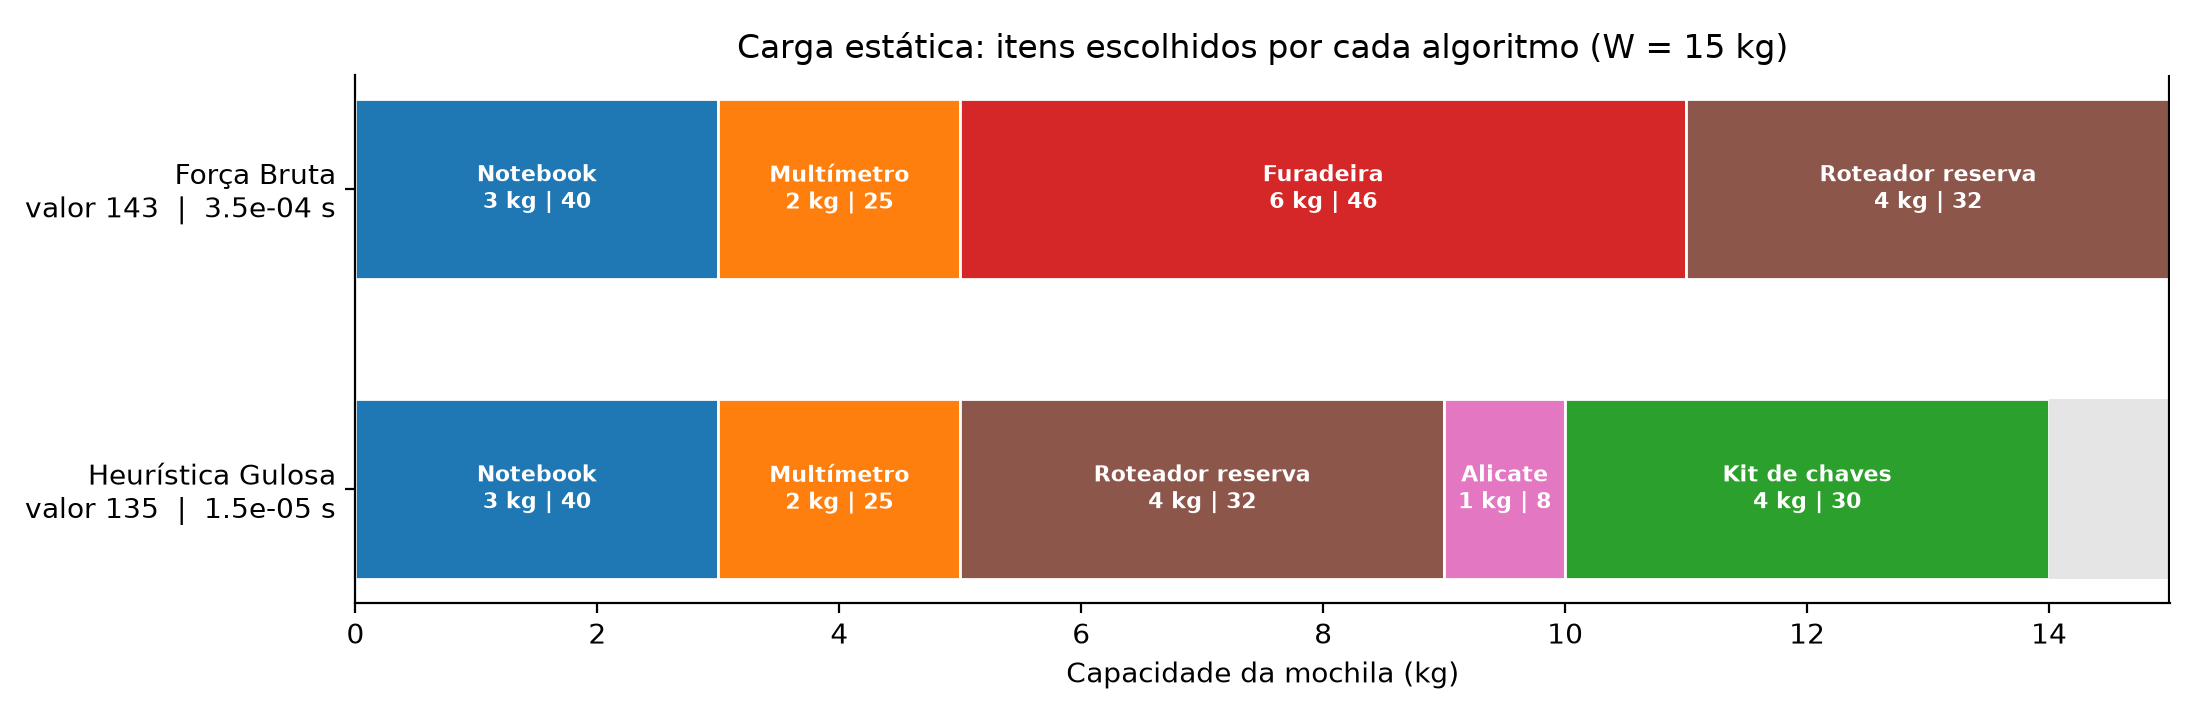 Carga estática: itens escolhidos por cada algoritmo (W = 15 kg)
Força Bruta
valor 143 | 3.5e-04 s
Notebook
3 kg | 40
Multímetro
2 kg | 25
Furadeira
6 kg | 46
Roteador reserva
4 kg | 32
Heurística Gulosa
valor 135 | 1.5e-05 s
Notebook
3 kg | 40
Multímetro
2 kg | 25
Roteador reserva
4 kg | 32
Alicate
1 kg | 8
Kit de chaves
4 kg | 30
0 2 4 6 8 10 12 14
Capacidade da mochila (kg)